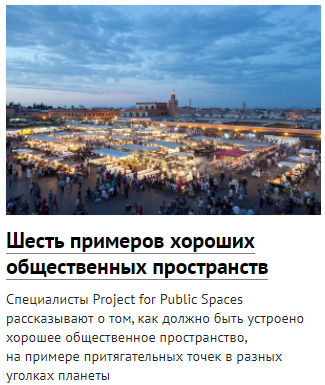 Шесть примеров хороших
общественных пространств
Специалисты Project for Public Spaces
рассказывают о том, как должно быть устроено
хорошее общественное пространство,
на примере притягательных точек в разных
уголках планеты